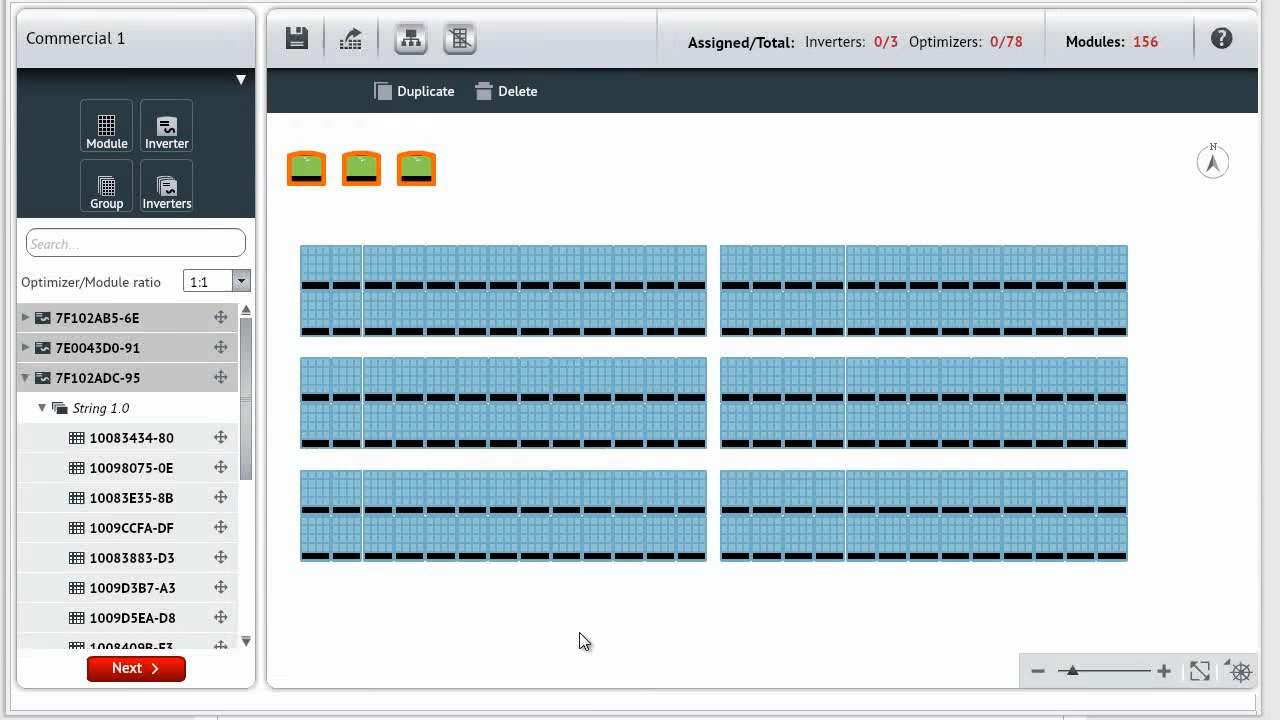 Commercial 1
Assigned/Total: Inverters: 0/3 Optimizers: 0/78
Modules: 156
?
Duplicate
Delete
Module
Inverter
Group
Inverters
Search...
Optimizer/Module ratio 1:1
7F102AB5-6E
7E0043D0-91
7F102ADC-95
String 1.0
10083434-80
10098075-0E
10083E35-8B
1009CCFA-DF
10083883-D3
1009D3B7-A3
1009D5EA-D8
1008409B-F3
Next
N